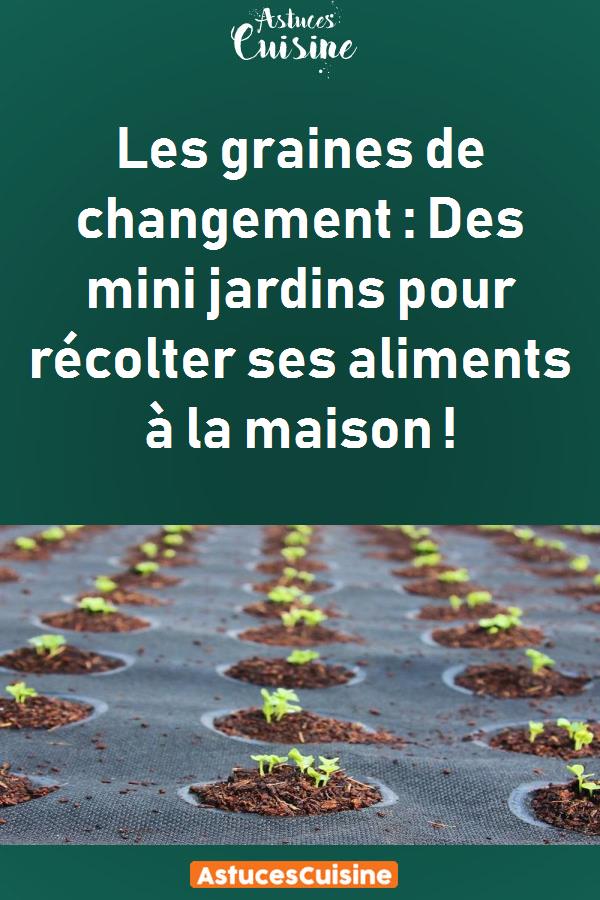 Astuces
Cuisine
Les graines de
changement : Des
mini jardins pour
récolter ses aliments
à la maison !
AstucesCuisine